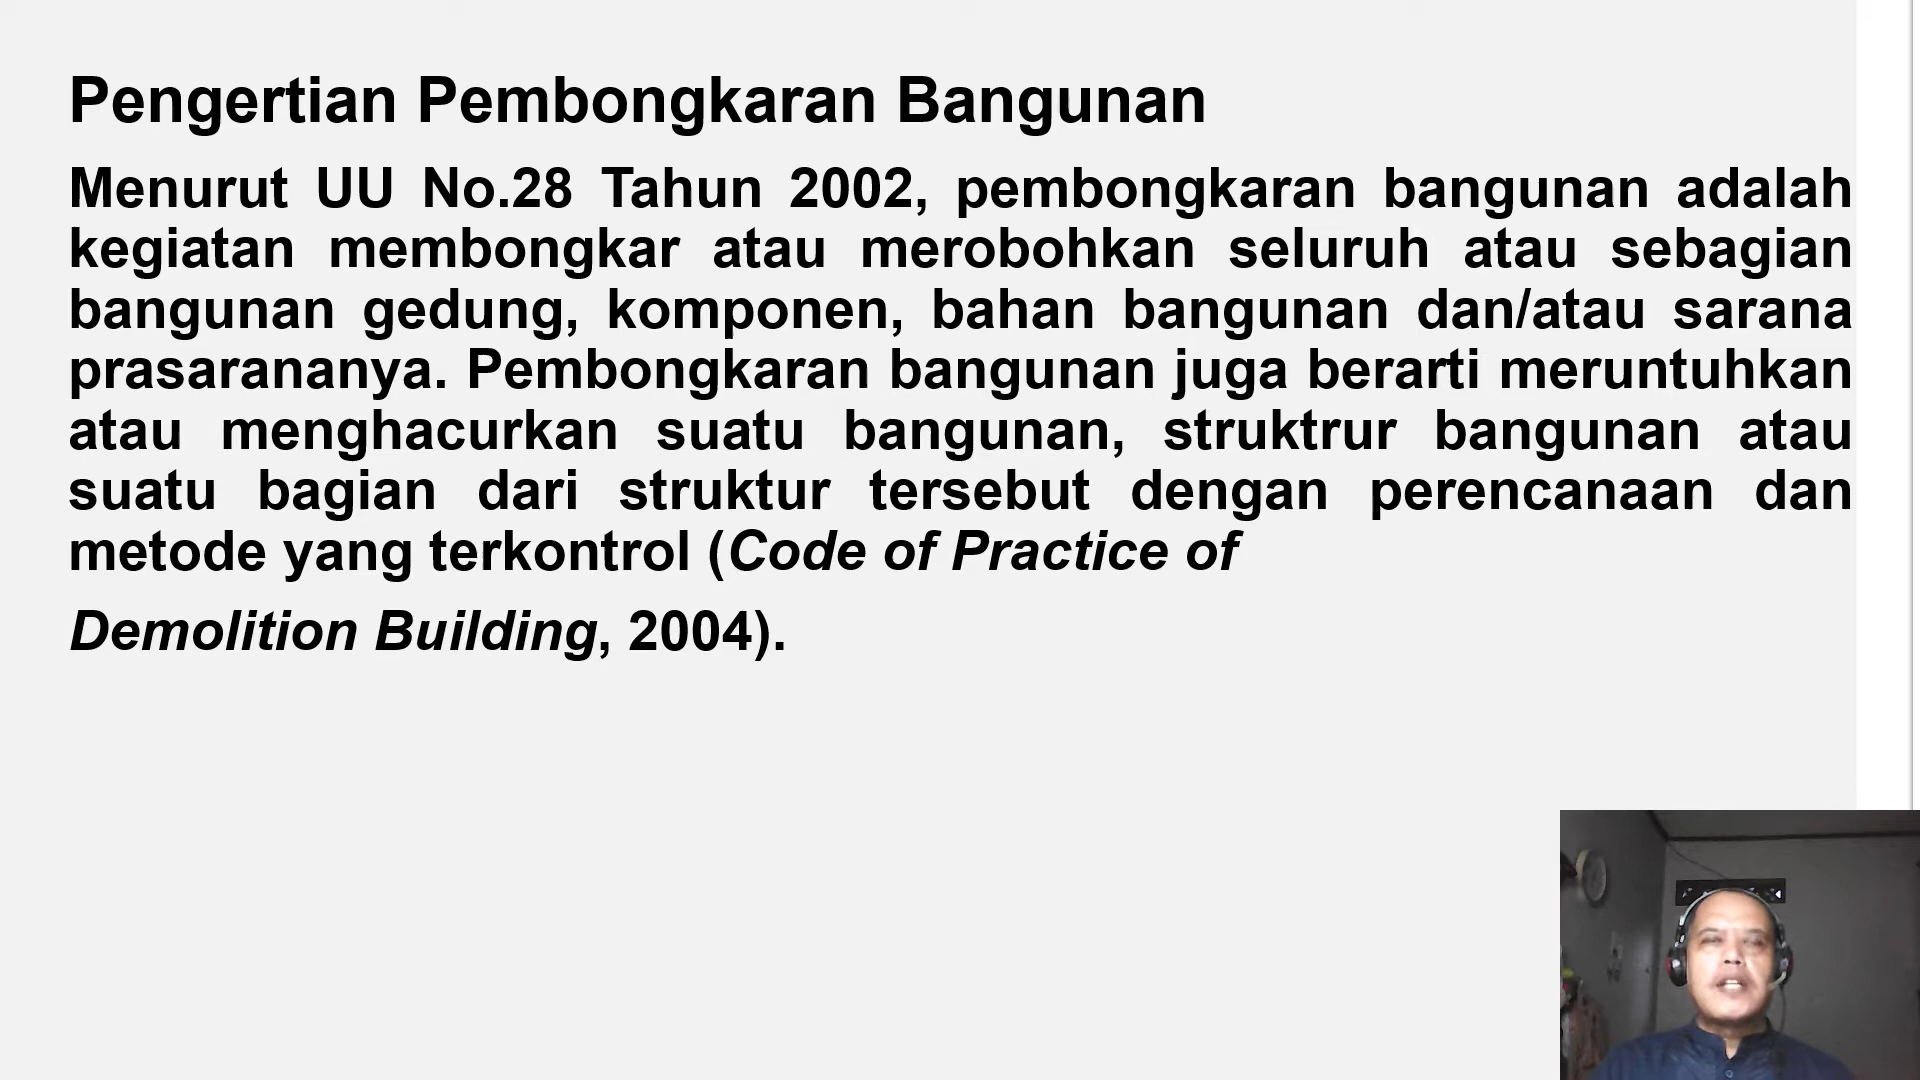 Pengertian Pembongkaran Bangunan
Menurut UU No.28 Tahun 2002, pembongkaran bangunan adalah
kegiatan membongkar atau merobohkan seluruh atau sebagian
bangunan gedung, komponen, bahan bangunan dan/atau sarana
prasarananya. Pembongkaran bangunan juga berarti meruntuhkan
atau menghacurkan suatu bangunan, struktrur bangunan atau
suatu bagian dari struktur tersebut dengan perencanaan dan
metode yang terkontrol (Code of Practice of
Demolition Building, 2004).